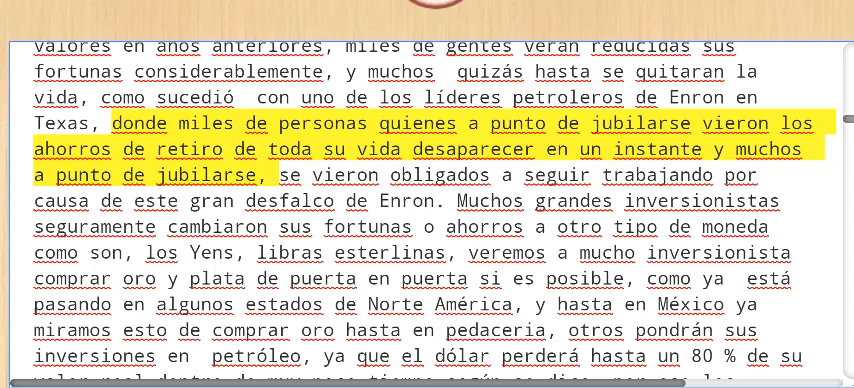 valores en años anteriores, miles de gentes verán reducidas sus
fortunas considerablemente, y muchos quizás hasta se quitaran la
vida, como sucedió con uno de los líderes petroleros de Enron en
Texas, donde miles de personas quienes a punto de jubilarse vieron los
ahorros de retiro de toda su vida desaparecer en un instante y muchos
a punto de jubilarse, se vieron obligados a seguir trabajando por
causa de este gran desfalco de Enron. Muchos grandes inversionistas
seguramente cambiaron sus fortunas o ahorros a otro tipo de moneda
como son, los Yens, libras esterlinas, veremos a mucho inversionista
comprar oro y plata de puerta en puerta si es posible, como ya está
pasando en algunos estados de Norte América, y hasta en México ya
miramos esto de comprar oro hasta en pedaceria, otros pondrán sus
inversiones en petróleo, ya que el dólar perderá hasta un 80 % de su